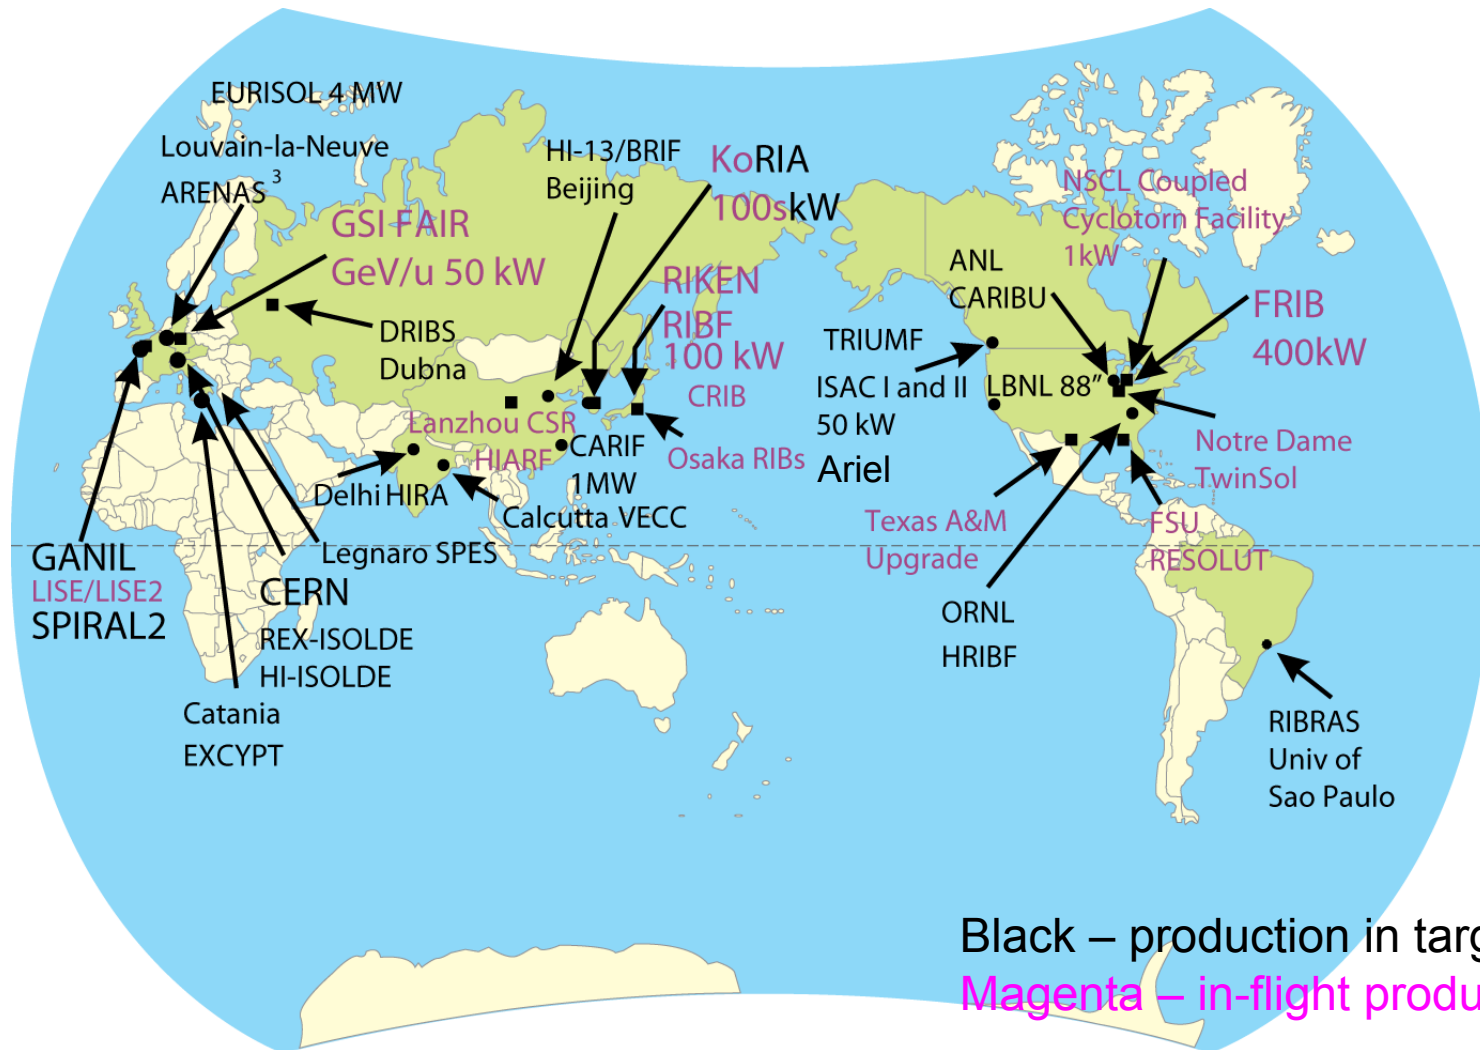 EURISOL 4 MW
Louvain-la-Neuve
ARENAS 3
GSI FAIR
GeV/u 50 kW
DRIBS
Dubna
HI-13/BRIF
Beijing
KoRIA
100skW
RIKEN
RIBF
100 kW
CRIB
Osaka RIBs
Lanzhou CSR
HIARF
CARIF
1MW
Delhi HIRA
Calcutta VECC
GANIL
LISE/LISE2
SPIRAL2
Legnaro SPES
CERN
REX-ISOLDE
HI-ISOLDE
Catania
EXCYPT
TRIUMF
ISAC I and II
50 kW
Ariel
LBNL 88”
ANL
CARIBU
NSCL Coupled
Cyclotorn Facility
1kW
FRIB
400kW
Notre Dame
TwinSol
Texas A&M
Upgrade
FSU
RESOLUT
ORNL
HRIBF
RIBRAS
Univ of
Sao Paulo
Black – production in targ
Magenta – in-flight produ